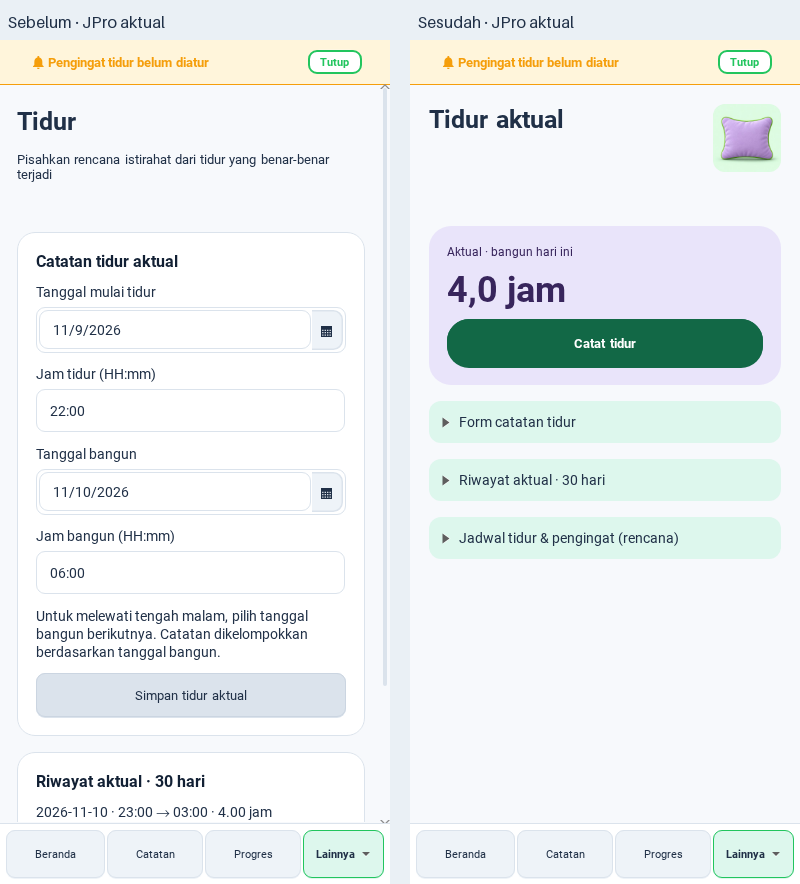 Sebelum · JPro aktual
Pengingat tidur belum diatur
Tutup
Tidur
Pisahkan rencana istirahat dari tidur yang benar-benar
terjadi
Catatan tidur aktual
Tanggal mulai tidur
11/9/2026
Jam tidur (HH:mm)
22:00
Tanggal bangun
11/10/2026
Jam bangun (HH:mm)
06:00
Untuk melewati tengah malam, pilih tanggal
bangun berikutnya. Catatan dikelompokkan
berdasarkan tanggal bangun.
Simpan tidur aktual
Riwayat aktual · 30 hari
2026-11-10 · 23:00 → 03:00 · 4.00 jam
Beranda
Catatan
Progres
Lainnya
Sesudah · JPro aktual
Pengingat tidur belum diatur
Tutup
Tidur aktual
Aktual · bangun hari ini
4,0 jam
Catat tidur
Form catatan tidur
Riwayat aktual · 30 hari
Jadwal tidur & pengingat (rencana)
Beranda
Catatan
Progres
Lainnya